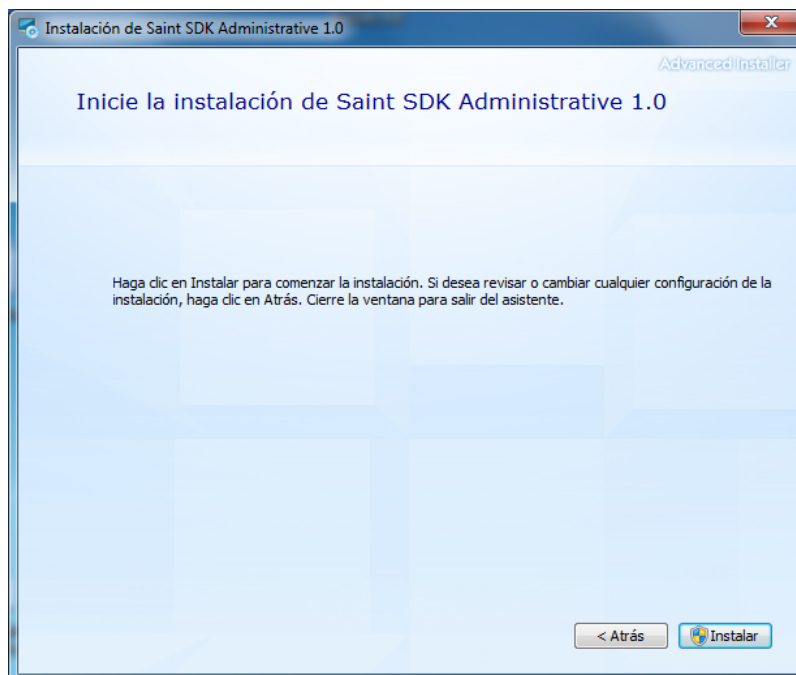 Instalación de Saint SDK Administrative 1.0
Advanced Installer
Inicie la instalación de Saint SDK Administrative 1.0
Haga clic en Instalar para comenzar la instalación. Si desea revisar o cambiar cualquier configuración de la
instalación, haga clic en Atrás. Cierre la ventana para salir del asistente.
< Atrás
Instalar